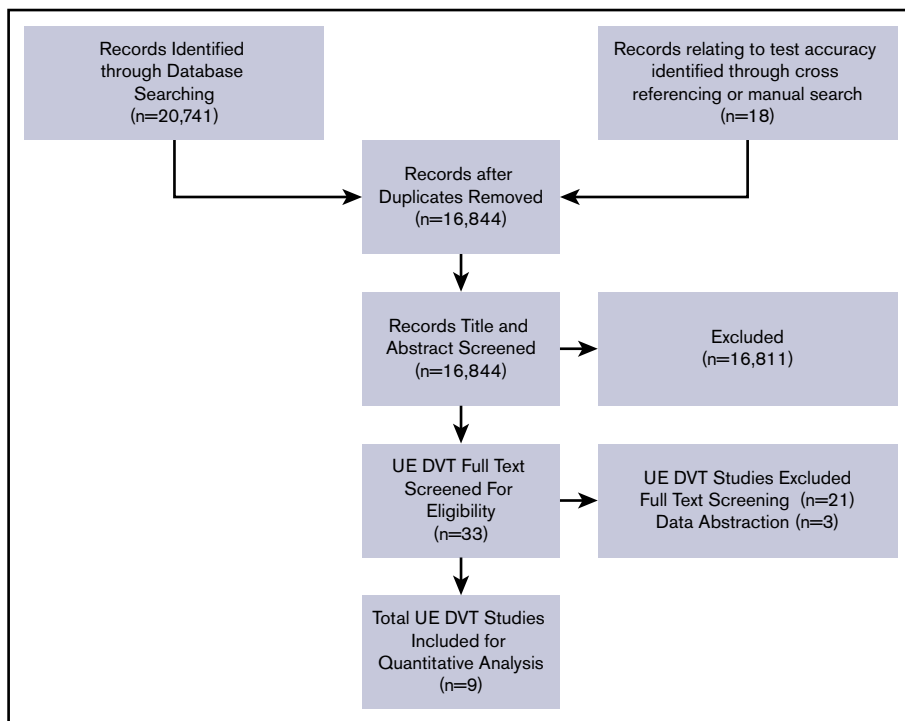 Records Identified
through Database
Searching
(n=20,741)
Records relating to test accuracy
identified through cross
referencing or manual search
(n=18)
Records after
Duplicates Removed
(n=16,844)
Records Title and
Abstract Screened
(n=16,844)
Excluded
(n=16,811)
UE DVT Full Text
Screened For
Eligibility
(n=33)
UE DVT Studies Excluded
Full Text Screening (n=21)
Data Abstraction (n=3)
Total UE DVT Studies
Included for
Quantitative Analysis
(n=9)